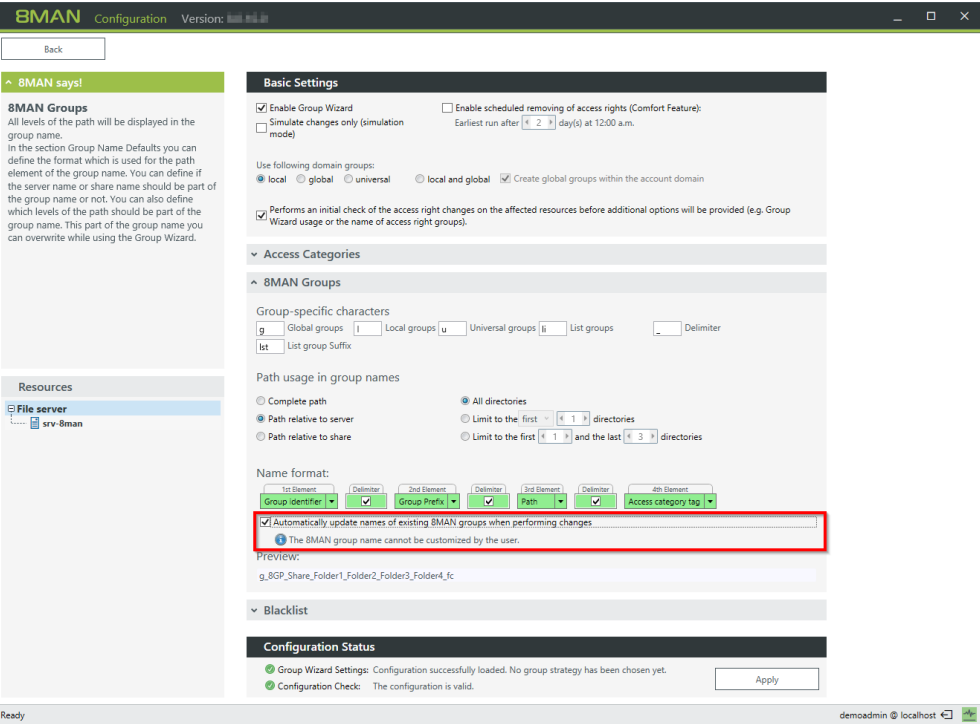 8MAN Configuration Version:
Back
8MAN says!
8MAN Groups
All levels of the path will be displayed in the
group name.
In the section Group Name Defaults you can
define the format which is used for the path
element of the group name. You can define if
the server name or share name should be part of
the group name or not. You can also define
which levels of the path should be part of the
group name. This part of the group name you
can overwrite while using the Group Wizard.
Resources
File server
srv-8man
Basic Settings
Enable Group Wizard
Simulate changes only (simulation
mode)
Enable scheduled removing of access rights (Comfort Feature):
Earliest run after 2 day(s) at 12:00 a.m.
Use following domain groups:
local global universal local and global Create global groups within the account domain
Performs an initial check of the access right changes on the affected resources before additional options will be provided (e.g. Group
Wizard usage or the name of access right groups).
Access Categories
8MAN Groups
Group-specific characters
g Global groups l Local groups u Universal groups li List groups _ Delimiter
lst List group Suffix
Path usage in group names
Complete path All directories
Path relative to server Limit to the first 1 directories
Path relative to share Limit to the first 1 and the last 3 directories
Name format:
1st Element Delimiter 2nd Element Delimiter 3rd Element Delimiter 4th Element
Group Identifier Group Prefix Path Access category tag
Automatically update names of existing 8MAN groups when performing changes
The 8MAN group name cannot be customized by the user.
Preview:
g_8GP_Share_Folder1_Folder2_Folder3_Folder4_fc
Blacklist
Configuration Status
Group Wizard Settings: Configuration successfully loaded. No group strategy has been chosen yet.
Configuration Check: The configuration is valid.
Apply
Ready
demoadmin @ localhost